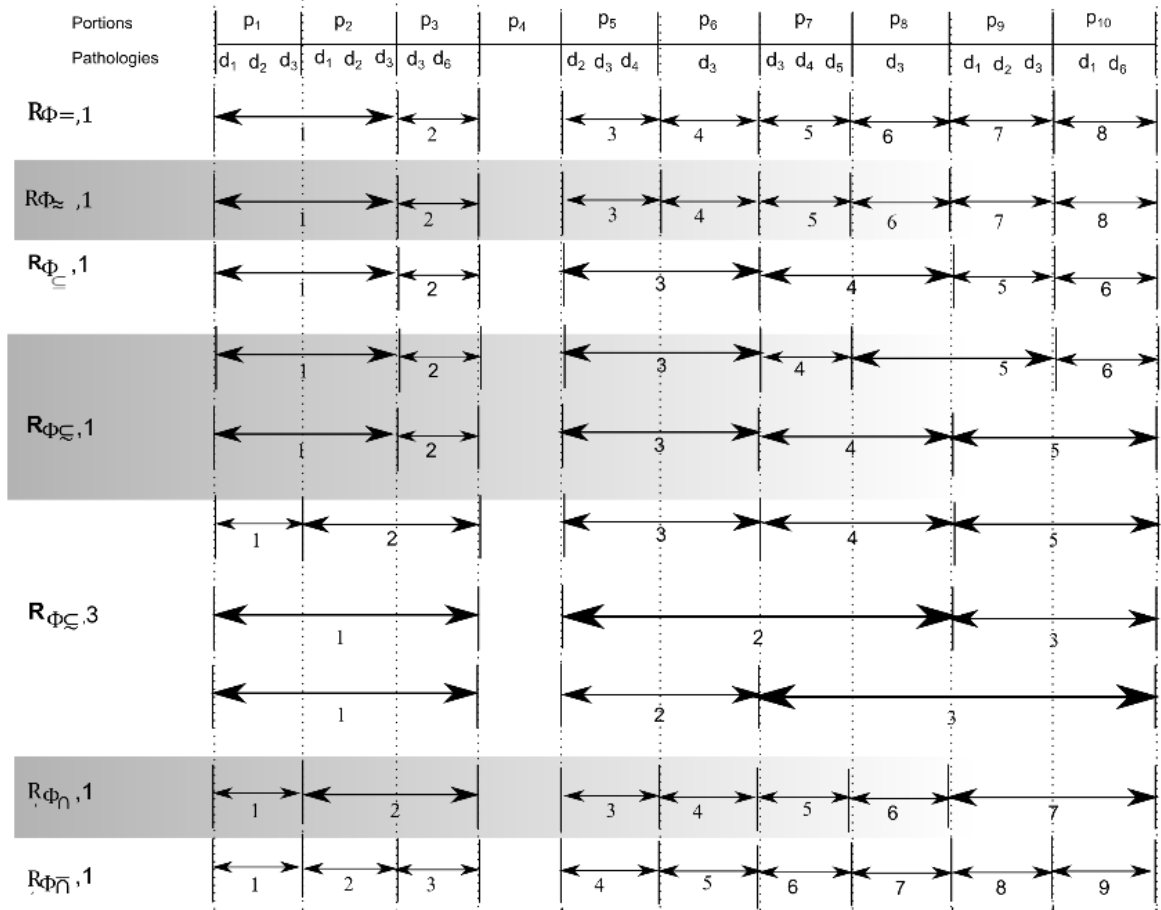 Portions p₁ p₂ p₃ p₄ p₅ p₆ p₇ p₈ p₉ p₁₀
Pathologies d₁ d₂ d₃ d₁ d₂ d₃ d₃ d₆ d₂ d₃ d₄ d₃ d₃ d₄ d₅ d₃ d₁ d₂ d₃ d₁ d₆
RΦ=,1 1 2 3 4 5 6 7 8
RΦ≈ ,1 1 2 3 4 5 6 7 8
RΦ⊆ ,1 1 2 3 4 5 6
1 2 3 4 5 6
RΦ⊆̰,1 1 2 3 4 5
1 2 3 4 5
RΦ⊆̰,3 1 2 3
1 2 3
RΦ∩ ,1 1 2 3 4 5 6 7
RΦ∩̅ ,1 1 2 3 4 5 6 7 8 9